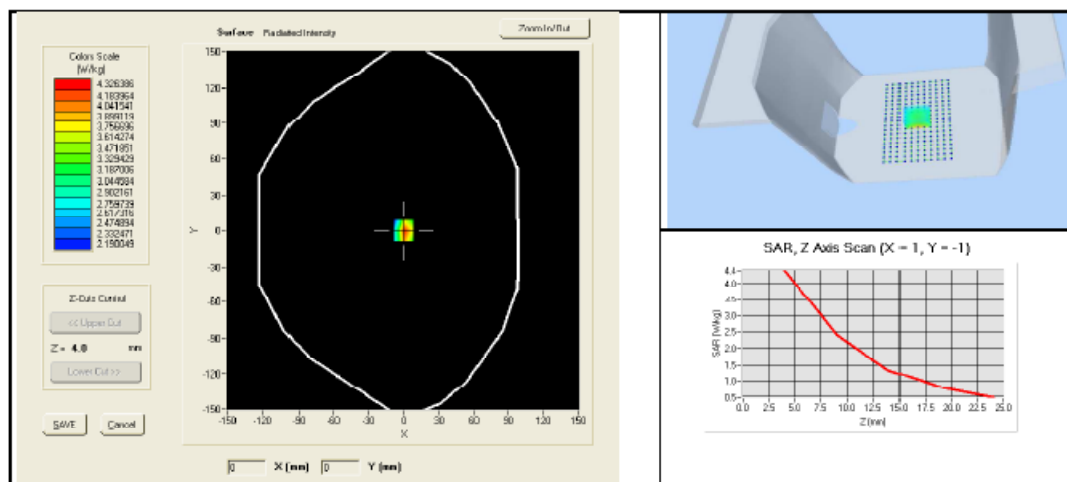 Surface Radiated Intensity
Zoom In/Out
Colors Scale
(W/kg)
4.326386
4.183964
4.041541
3.899119
3.756696
3.614274
3.471851
3.329429
3.187006
3.044584
2.902161
2.759739
2.617316
2.474894
2.332471
2.190049
150
120
90
60
30
0
-30
-60
-90
-120
-150
Y
-150 -120 -90 -60 -30 0 30 60 90 120 150
X
Z-Cuts Control
<< Upper Cut
Z = 4.0 mm
Lower Cut >>
SAVE Cancel
0 X (mm) 0 Y (mm)
SAR, Z Axis Scan (X = 1, Y = -1)
SAR (W/kg)
4.4
3.0
2.5
2.0
1.5
1.0
0.5
0.0 2.5 5.0 7.5 10.0 12.5 15.0 17.5 20.0 22.5 25.0
Z (mm)